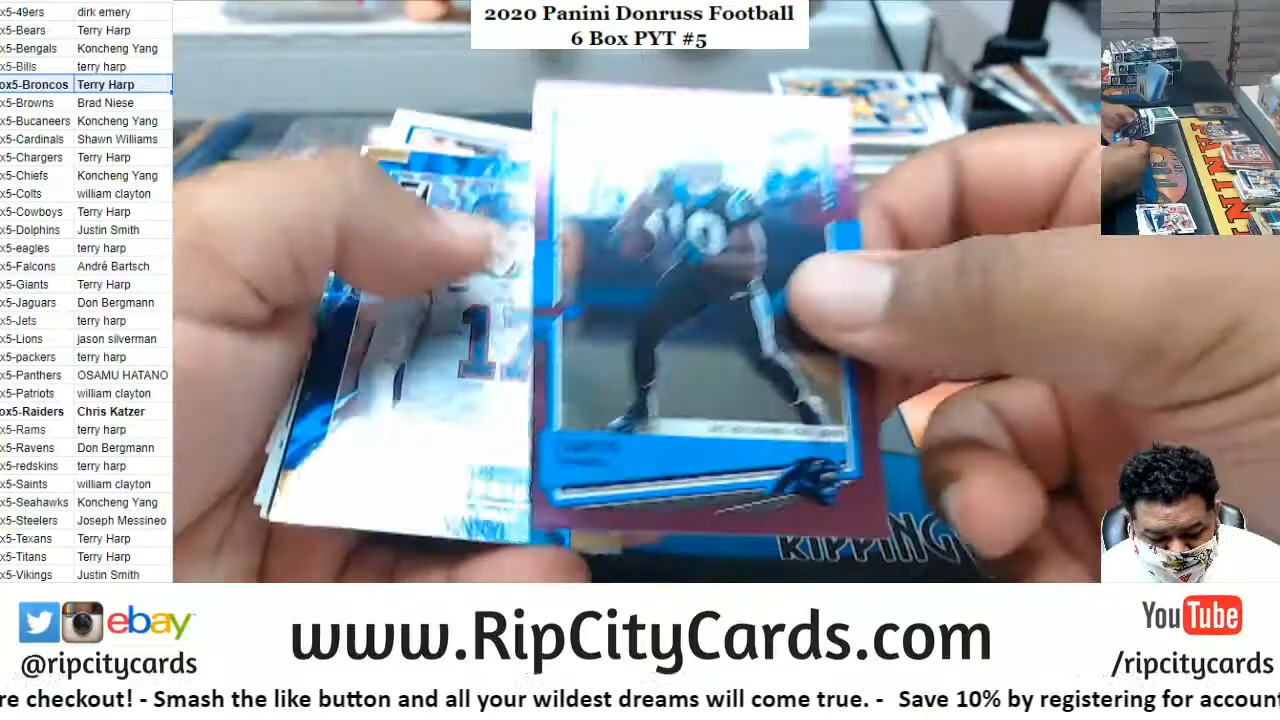 2020 Panini Donruss Football
6 Box PYT #5
x5-49ers dirk emery
x5-Bears Terry Harp
x5-Bengals Koncheng Yang
x5-Bills terry harp
ox5-Broncos Terry Harp
x5-Browns Brad Niese
x5-Bucaneers Koncheng Yang
x5-Cardinals Shawn Williams
x5-Chargers Terry Harp
x5-Chiefs Koncheng Yang
x5-Colts william clayton
x5-Cowboys Terry Harp
x5-Dolphins Justin Smith
x5-eagles terry harp
x5-Falcons André Bartsch
x5-Giants Terry Harp
x5-Jaguars Don Bergmann
x5-Jets terry harp
x5-Lions jason silverman
x5-packers terry harp
x5-Panthers OSAMU HATANO
x5-Patriots william clayton
ox5-Raiders Chris Katzer
x5-Rams terry harp
x5-Ravens Don Bergmann
x5-redskins terry harp
x5-Saints william clayton
x5-Seahawks Koncheng Yang
x5-Steelers Joseph Messineo
x5-Texans Terry Harp
x5-Titans Terry Harp
x5-Vikings Justin Smith
10
17
RIPPING
ebay
@ripcitycards
www.RipCityCards.com
YouTube
/ripcitycards
re checkout! - Smash the like button and all your wildest dreams will come true. - Save 10% by registering for accoun